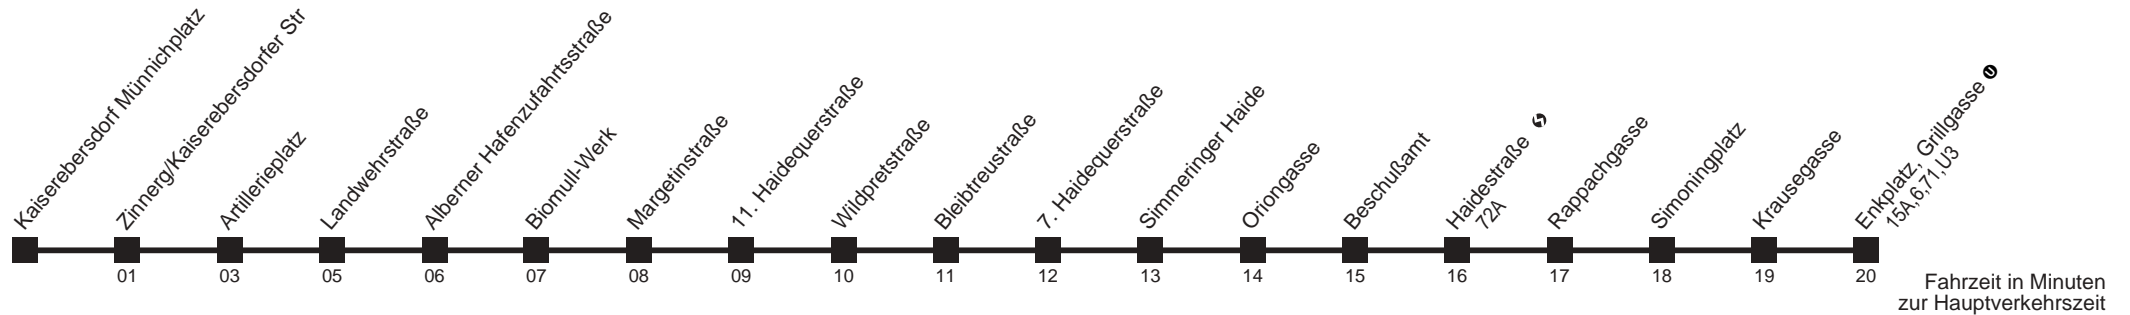 Kaiserebersdorf Münnichplatz
Zinnerg/Kaiserebersdorfer Str
Artillerieplatz
Landwehrstraße
Alberner Hafenzufahrtsstraße
Biomull-Werk
Margetinstraße
11. Haidequerstraße
Wildpretstraße
Bleibtreustraße
7. Haidequerstraße
Simmeringer Haide
Oriongasse
Beschußamt
Haidestraße
72A
Rappachgasse
Simoningplatz
Krausegasse
Enkplatz, Grillgasse U
15A,6,71,U3
01 03 05 06 07 08 09 10 11 12 13 14 15 16 17 18 19 20
Fahrzeit in Minuten
zur Hauptverkehrszeit